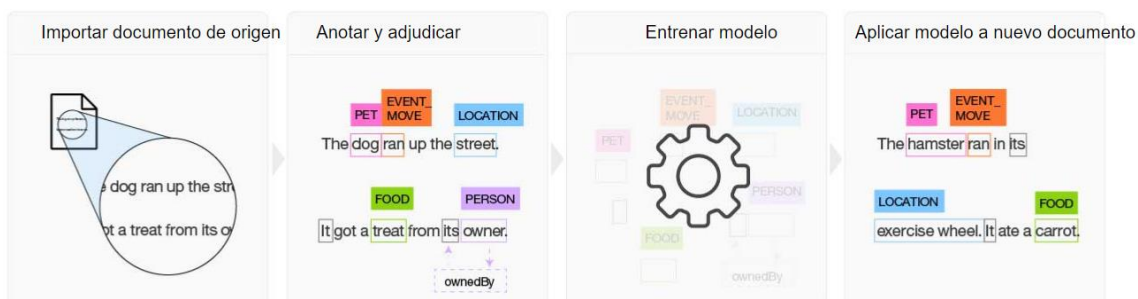 Importar documento de origen
Anotar y adjudicar
Entrenar modelo
Aplicar modelo a nuevo documento
dog ran up the str
t a treat from its o
PET
EVENT_
MOVE
LOCATION
The dog ran up the street.
FOOD
PERSON
It got a treat from its owner.
ownedBy
PET
EVENT_
MOVE
LOCATION
PERSON
FOOD
ownedBy
PET
EVENT_
MOVE
The hamster ran in its
LOCATION
FOOD
exercise wheel. It ate a carrot.